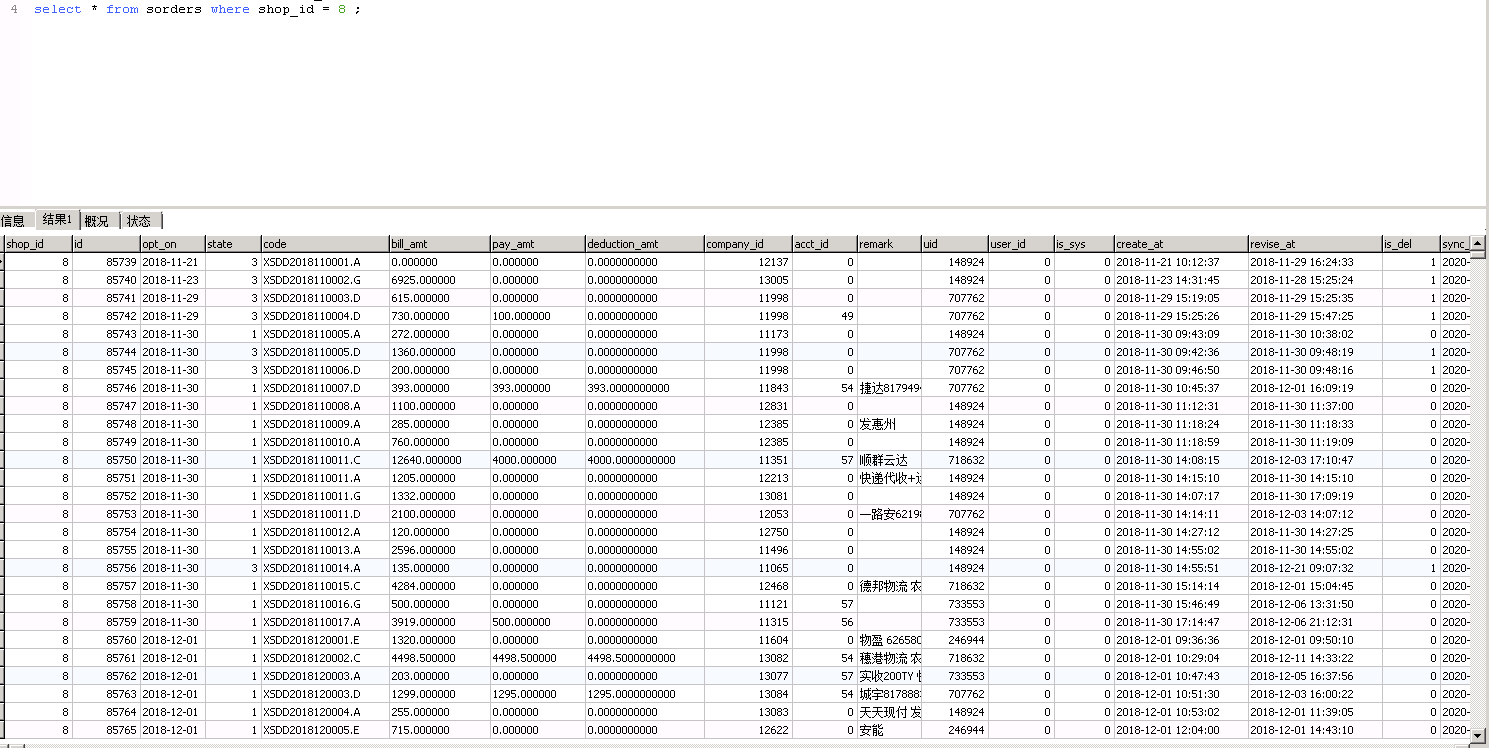 4 select * from sorders where shop_id = 8 ;
信息 结果1 概况 状态
shop_id id opt_on state code bill_amt pay_amt deduction_amt company_id acct_id remark uid user_id is_sys create_at revise_at is_del sync_
8 85739 2018-11-21 3 XSDD2018110001.A 0.000000 0.000000 0.0000000000 12137 0 148924 0 0 2018-11-21 10:12:37 2018-11-29 16:24:33 1 2020-
8 85740 2018-11-23 3 XSDD2018110002.G 6925.000000 0.000000 0.0000000000 13005 0 148924 0 0 2018-11-23 14:31:45 2018-11-28 15:25:24 1 2020-
8 85741 2018-11-29 3 XSDD2018110003.D 615.000000 0.000000 0.0000000000 11998 0 707762 0 0 2018-11-29 15:19:05 2018-11-29 15:25:35 1 2020-
8 85742 2018-11-29 3 XSDD2018110004.D 730.000000 100.000000 0.0000000000 11998 49 707762 0 0 2018-11-29 15:25:26 2018-11-29 15:47:25 1 2020-
8 85743 2018-11-30 1 XSDD2018110005.A 272.000000 0.000000 0.0000000000 11173 0 148924 0 0 2018-11-30 09:43:09 2018-11-30 10:38:02 0 2020-
8 85744 2018-11-30 3 XSDD2018110005.D 1360.000000 0.000000 0.0000000000 11998 0 707762 0 0 2018-11-30 09:42:36 2018-11-30 09:48:19 1 2020-
8 85745 2018-11-30 3 XSDD2018110006.D 200.000000 0.000000 0.0000000000 11998 0 707762 0 0 2018-11-30 09:46:50 2018-11-30 09:48:16 1 2020-
8 85746 2018-11-30 1 XSDD2018110007.D 393.000000 393.000000 393.0000000000 11843 54 捷达817949 707762 0 0 2018-11-30 10:45:37 2018-12-01 16:09:19 0 2020-
8 85747 2018-11-30 1 XSDD2018110008.A 1100.000000 0.000000 0.0000000000 12831 0 148924 0 0 2018-11-30 11:12:31 2018-11-30 11:37:00 0 2020-
8 85748 2018-11-30 1 XSDD2018110009.A 285.000000 0.000000 0.0000000000 12385 0 发惠州 148924 0 0 2018-11-30 11:18:24 2018-11-30 11:18:33 0 2020-
8 85749 2018-11-30 1 XSDD2018110010.A 760.000000 0.000000 0.0000000000 12385 0 148924 0 0 2018-11-30 11:18:59 2018-11-30 11:19:09 0 2020-
8 85750 2018-11-30 1 XSDD2018110011.C 12640.000000 4000.000000 4000.0000000000 11351 57 顺群云达 718632 0 0 2018-11-30 14:08:15 2018-12-03 17:10:47 0 2020-
8 85751 2018-11-30 1 XSDD2018110011.A 1205.000000 0.000000 0.0000000000 12213 0 快递代收+ 148924 0 0 2018-11-30 14:15:10 2018-11-30 14:15:10 0 2020-
8 85752 2018-11-30 1 XSDD2018110011.G 1332.000000 0.000000 0.0000000000 13081 0 148924 0 0 2018-11-30 14:07:17 2018-11-30 17:09:19 0 2020-
8 85753 2018-11-30 1 XSDD2018110011.D 2100.000000 0.000000 0.0000000000 12053 0 一路安6219 707762 0 0 2018-11-30 14:14:11 2018-12-03 14:07:12 0 2020-
8 85754 2018-11-30 1 XSDD2018110012.A 120.000000 0.000000 0.0000000000 12750 0 148924 0 0 2018-11-30 14:27:12 2018-11-30 14:27:25 0 2020-
8 85755 2018-11-30 1 XSDD2018110013.A 2596.000000 0.000000 0.0000000000 11496 0 148924 0 0 2018-11-30 14:55:02 2018-11-30 14:55:02 0 2020-
8 85756 2018-11-30 3 XSDD2018110014.A 135.000000 0.000000 0.0000000000 11065 0 148924 0 0 2018-11-30 14:55:51 2018-12-21 09:07:32 1 2020-
8 85757 2018-11-30 1 XSDD2018110015.C 4284.000000 0.000000 0.0000000000 12468 0 德邦物流 农 718632 0 0 2018-11-30 15:14:14 2018-12-01 15:04:45 0 2020-
8 85758 2018-11-30 1 XSDD2018110016.G 500.000000 0.000000 0.0000000000 11121 57 733553 0 0 2018-11-30 15:46:49 2018-12-06 13:31:50 0 2020-
8 85759 2018-11-30 1 XSDD2018110017.A 3919.000000 500.000000 0.0000000000 11315 56 733553 0 0 2018-11-30 17:14:47 2018-12-06 21:12:31 0 2020-
8 85760 2018-12-01 1 XSDD2018120001.E 1320.000000 0.000000 0.0000000000 11604 0 物盈 626580 246944 0 0 2018-12-01 09:36:36 2018-12-01 09:50:10 0 2020-
8 85761 2018-12-01 1 XSDD2018120002.C 4498.500000 4498.500000 4498.5000000000 13082 54 穗港物流 农 718632 0 0 2018-12-01 10:29:04 2018-12-11 14:33:22 0 2020-
8 85762 2018-12-01 1 XSDD2018120003.A 203.000000 0.000000 0.0000000000 13077 57 实收200TY 733553 0 0 2018-12-01 10:47:43 2018-12-05 16:37:56 0 2020-
8 85763 2018-12-01 1 XSDD2018120003.D 1299.000000 1295.000000 1295.0000000000 13084 54 城宇817888 707762 0 0 2018-12-01 10:51:30 2018-12-03 16:00:22 0 2020-
8 85764 2018-12-01 1 XSDD2018120004.A 255.000000 0.000000 0.0000000000 13083 0 天天现付 发 148924 0 0 2018-12-01 10:53:02 2018-12-01 11:39:05 0 2020-
8 85765 2018-12-01 1 XSDD2018120005.E 715.000000 0.000000 0.0000000000 12622 0 安能 246944 0 0 2018-12-01 12:04:00 2018-12-01 14:43:10 0 2020-